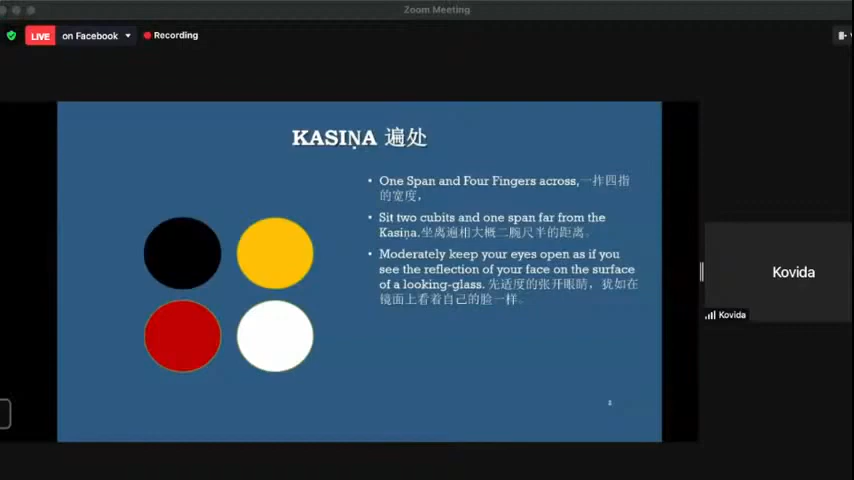 Zoom Meeting
LIVE on Facebook Recording
KASIṆA 遍处
• One Span and Four Fingers across,一拃四指
的宽度，
• Sit two cubits and one span far from the
Kasiṇa.坐离遍相大概二腕尺半的距离。
• Moderately keep your eyes open as if you
see the reflection of your face on the surface
of a looking-glass. 先适度的张开眼睛，犹如在
镜面上看着自己的脸一样。
Kovida
Kovida